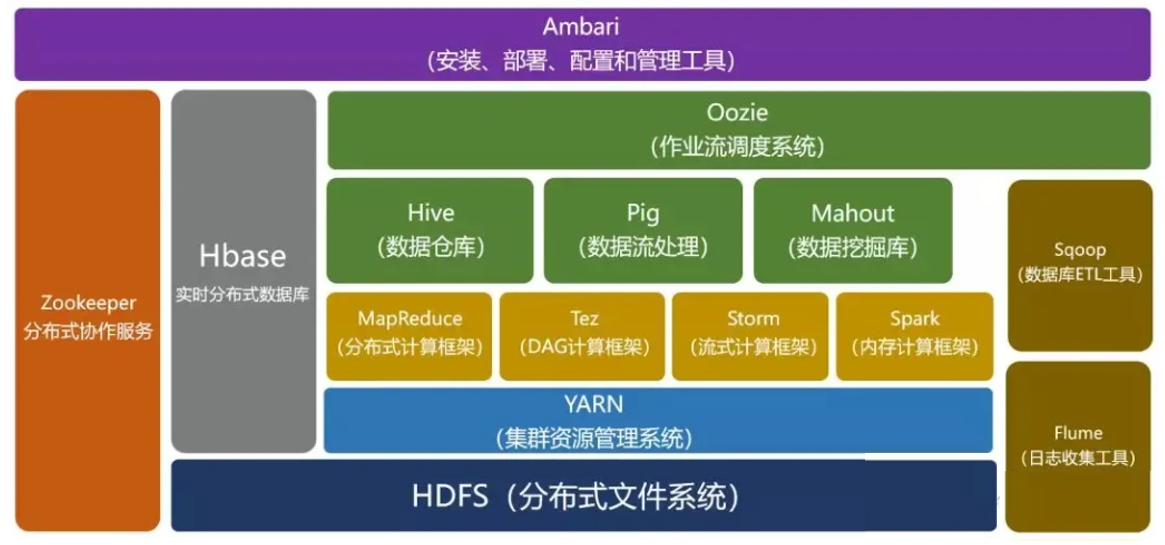 Ambari
（安装、部署、配置和管理工具）
Zookeeper
分布式协作服务
Hbase
实时分布式数据库
Oozie
（作业流调度系统）
Hive
（数据仓库）
Pig
（数据流处理）
Mahout
（数据挖掘库）
Sqoop
（数据库ETL工具）
MapReduce
（分布式计算框架）
Tez
（DAG计算框架）
Storm
（流式计算框架）
Spark
（内存计算框架）
YARN
（集群资源管理系统）
Flume
（日志收集工具）
HDFS（分布式文件系统）